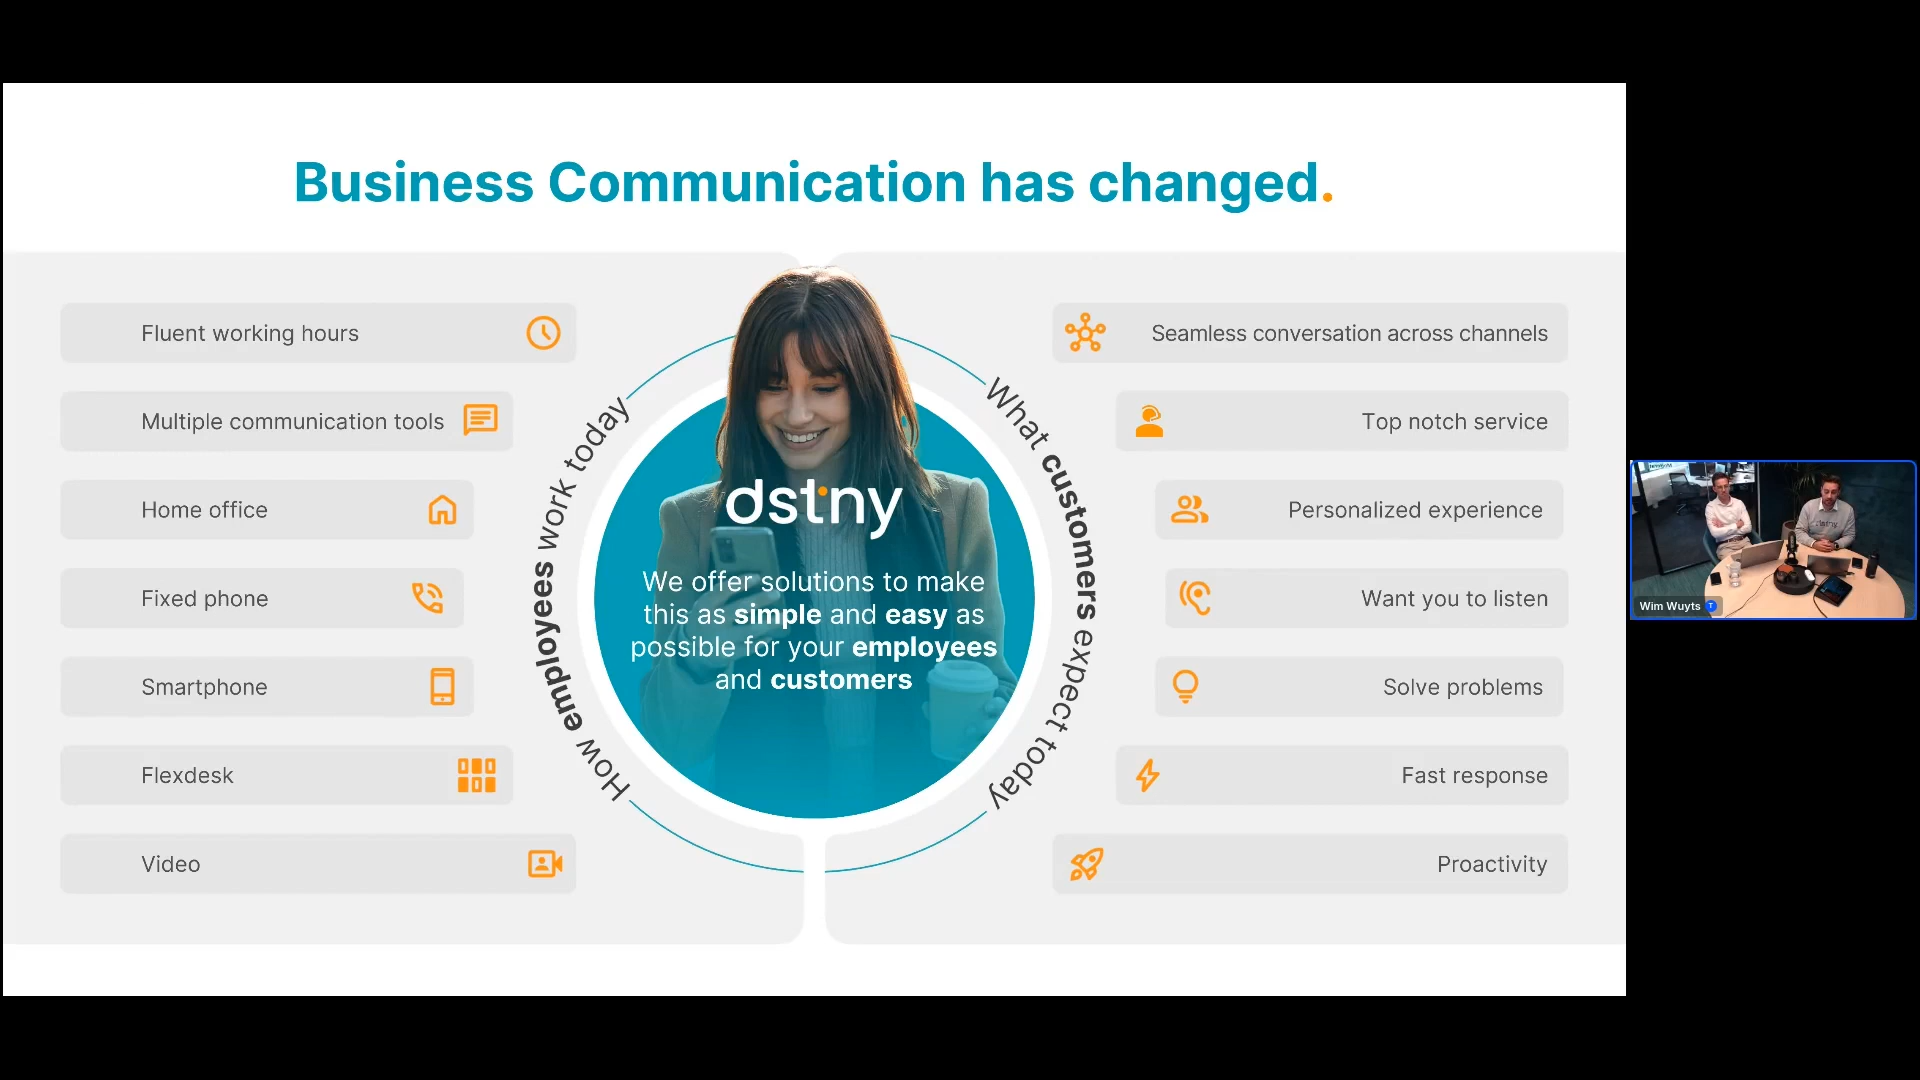 Business Communication has changed.
Fluent working hours
Multiple communication tools
Home office
Fixed phone
Smartphone
Flexdesk
Video
How employees work today
dstny
We offer solutions to make
this as simple and easy as
possible for your employees
and customers
What customers expect today
Seamless conversation across channels
Top notch service
Personalized experience
Want you to listen
Solve problems
Fast response
Proactivity
dstny
Wim Wuyts
T